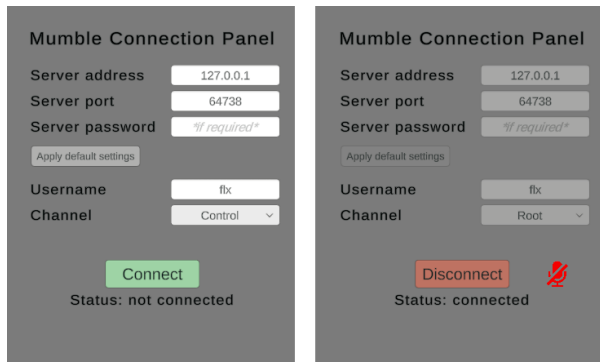 Mumble Connection Panel
Server address 127.0.0.1
Server port 64738
Server password *if required*
Apply default settings
Username flx
Channel Control
Connect
Status: not connected
Mumble Connection Panel
Server address 127.0.0.1
Server port 64738
Server password *if required*
Apply default settings
Username flx
Channel Root
Disconnect
Status: connected